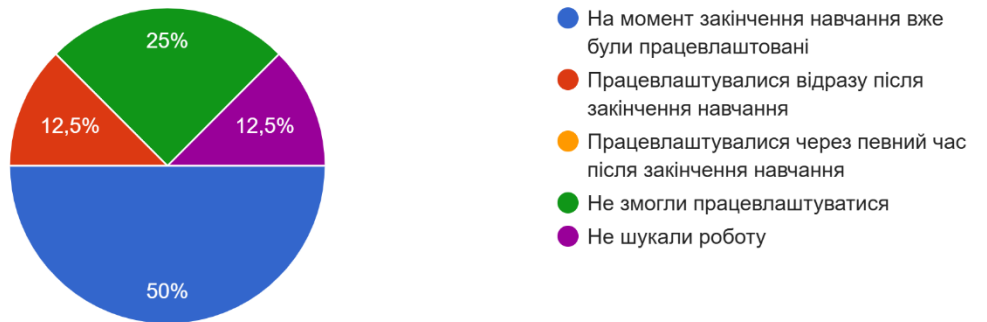 25%
12,5%
12,5%
50%
На момент закінчення навчання вже
були працевлаштовані
Працевлаштувалися відразу після
закінчення навчання
Працевлаштувалися через певний час
після закінчення навчання
Не змогли працевлаштуватися
Не шукали роботу